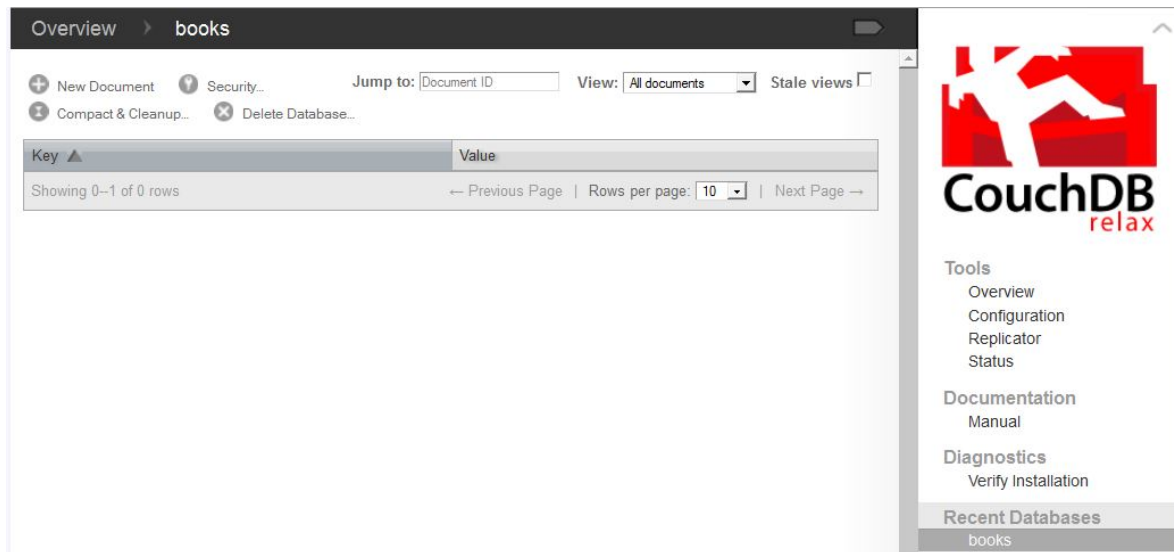 Overview books
New Document Security... Jump to: Document ID View: All documents Stale views
Compact & Cleanup... Delete Database...
Key Value
Showing 0--1 of 0 rows ← Previous Page | Rows per page: 10 | Next Page →
CouchDB
relax
Tools
Overview
Configuration
Replicator
Status
Documentation
Manual
Diagnostics
Verify Installation
Recent Databases
books